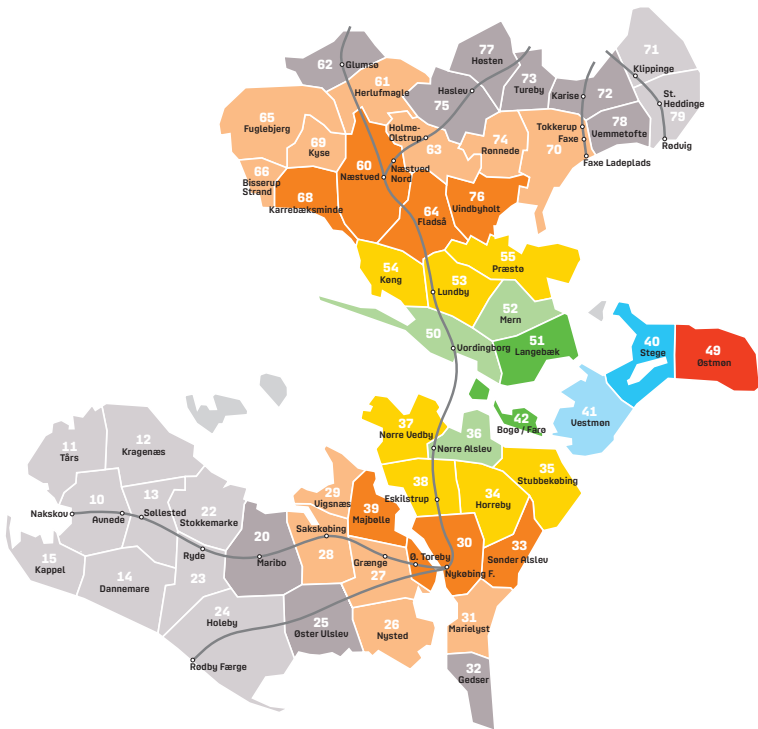 77
Høsten
71
Klippinge
62
Glumsø
61
Herlufmagle
73
Tureby
Haslev
75
Karise
72
St.
Heddinge
79
65
Fuglebjerg
Holme-
Olstrup
63
74
Rønnede
Tokkerup
Faxe
70
78
Vemmetofte
Rødvig
69
Kyse
60
Næstved
Næstved
Nord
Faxe Ladeplads
66
Bisserup
Strand
68
Karrebæksminde
64
Fladså
76
Vindbyholt
54
Køng
53
Lundby
55
Præstø
52
Mern
50
Vordingborg
51
Langebæk
40
Stege
49
Østmøn
41
Vestmøn
42
Bogø / Farø
37
Nørre Vedby
36
Nørre Alslev
11
Tårs
12
Kragenæs
35
Stubbekøbing
38
Eskilstrup
34
Horreby
29
Vigsnæs
39
Majbølle
10
Nakskov
Avnede
13
Søllested
22
Stokkemarke
20
Maribo
Sakskøbing
28
Grænge
27
Ø. Toreby
30
Nykøbing F.
33
Sønder Alslev
15
Kappel
14
Dannemare
Ryde
23
24
Holeby
25
Øster Ulslev
26
Nysted
31
Marielyst
Rødby Færge
32
Gedser